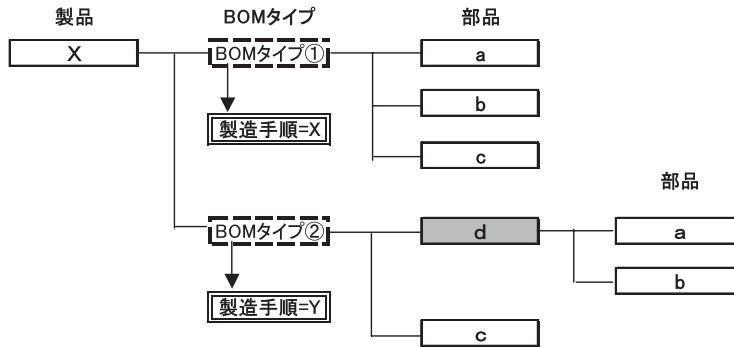 製品 BOMタイプ 部品
X BOMタイプ① a
b
製造手順=X
c
部品
BOMタイプ② d a
b
製造手順=Y
c